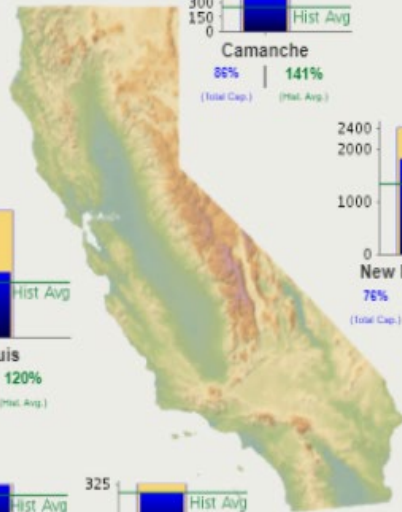 300
150
0
Hist Avg
Camanche
86% | 141%
(Total Cap.) (Hist. Avg.)
2400
2000
1000
0
New
76%
(Total Cap.)
Hist Avg
uis
120%
(Hist. Avg.)
Hist Avg
325
Hist Avg